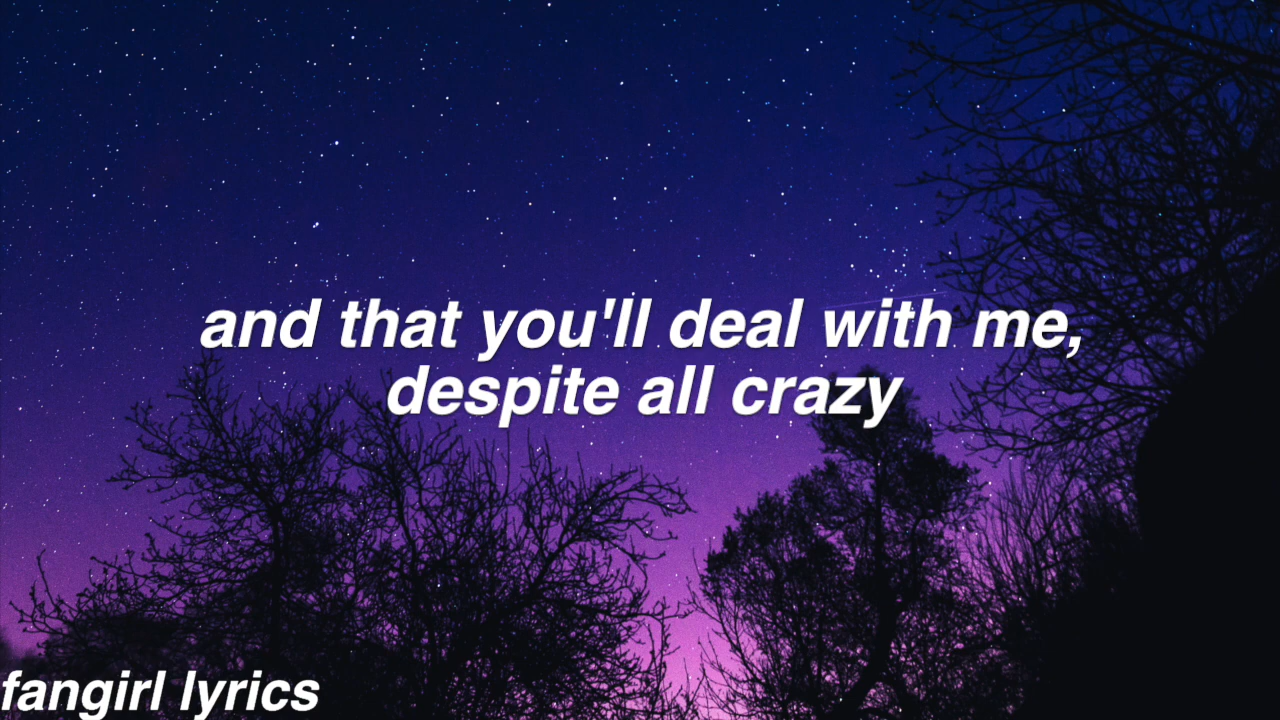 and that you'll deal with me,
despite all crazy
fangirl lyrics